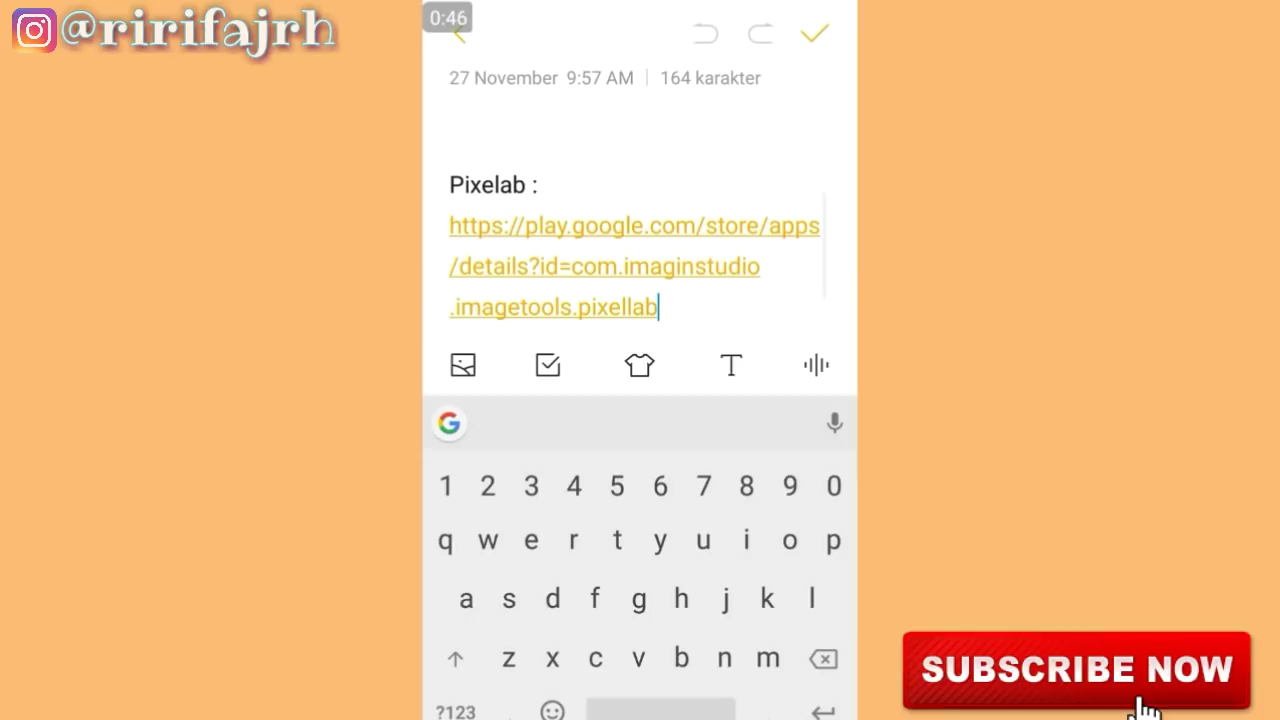 @ririfajrh
0:46
27 November 9:57 AM | 164 karakter
Pixelab :
https://play.google.com/store/apps
/details?id=com.imaginstudio
.imagetools.pixellab
1 2 3 4 5 6 7 8 9 0
q w e r t y u i o p
a s d f g h j k l
z x c v b n m
?123
SUBSCRIBE NOW